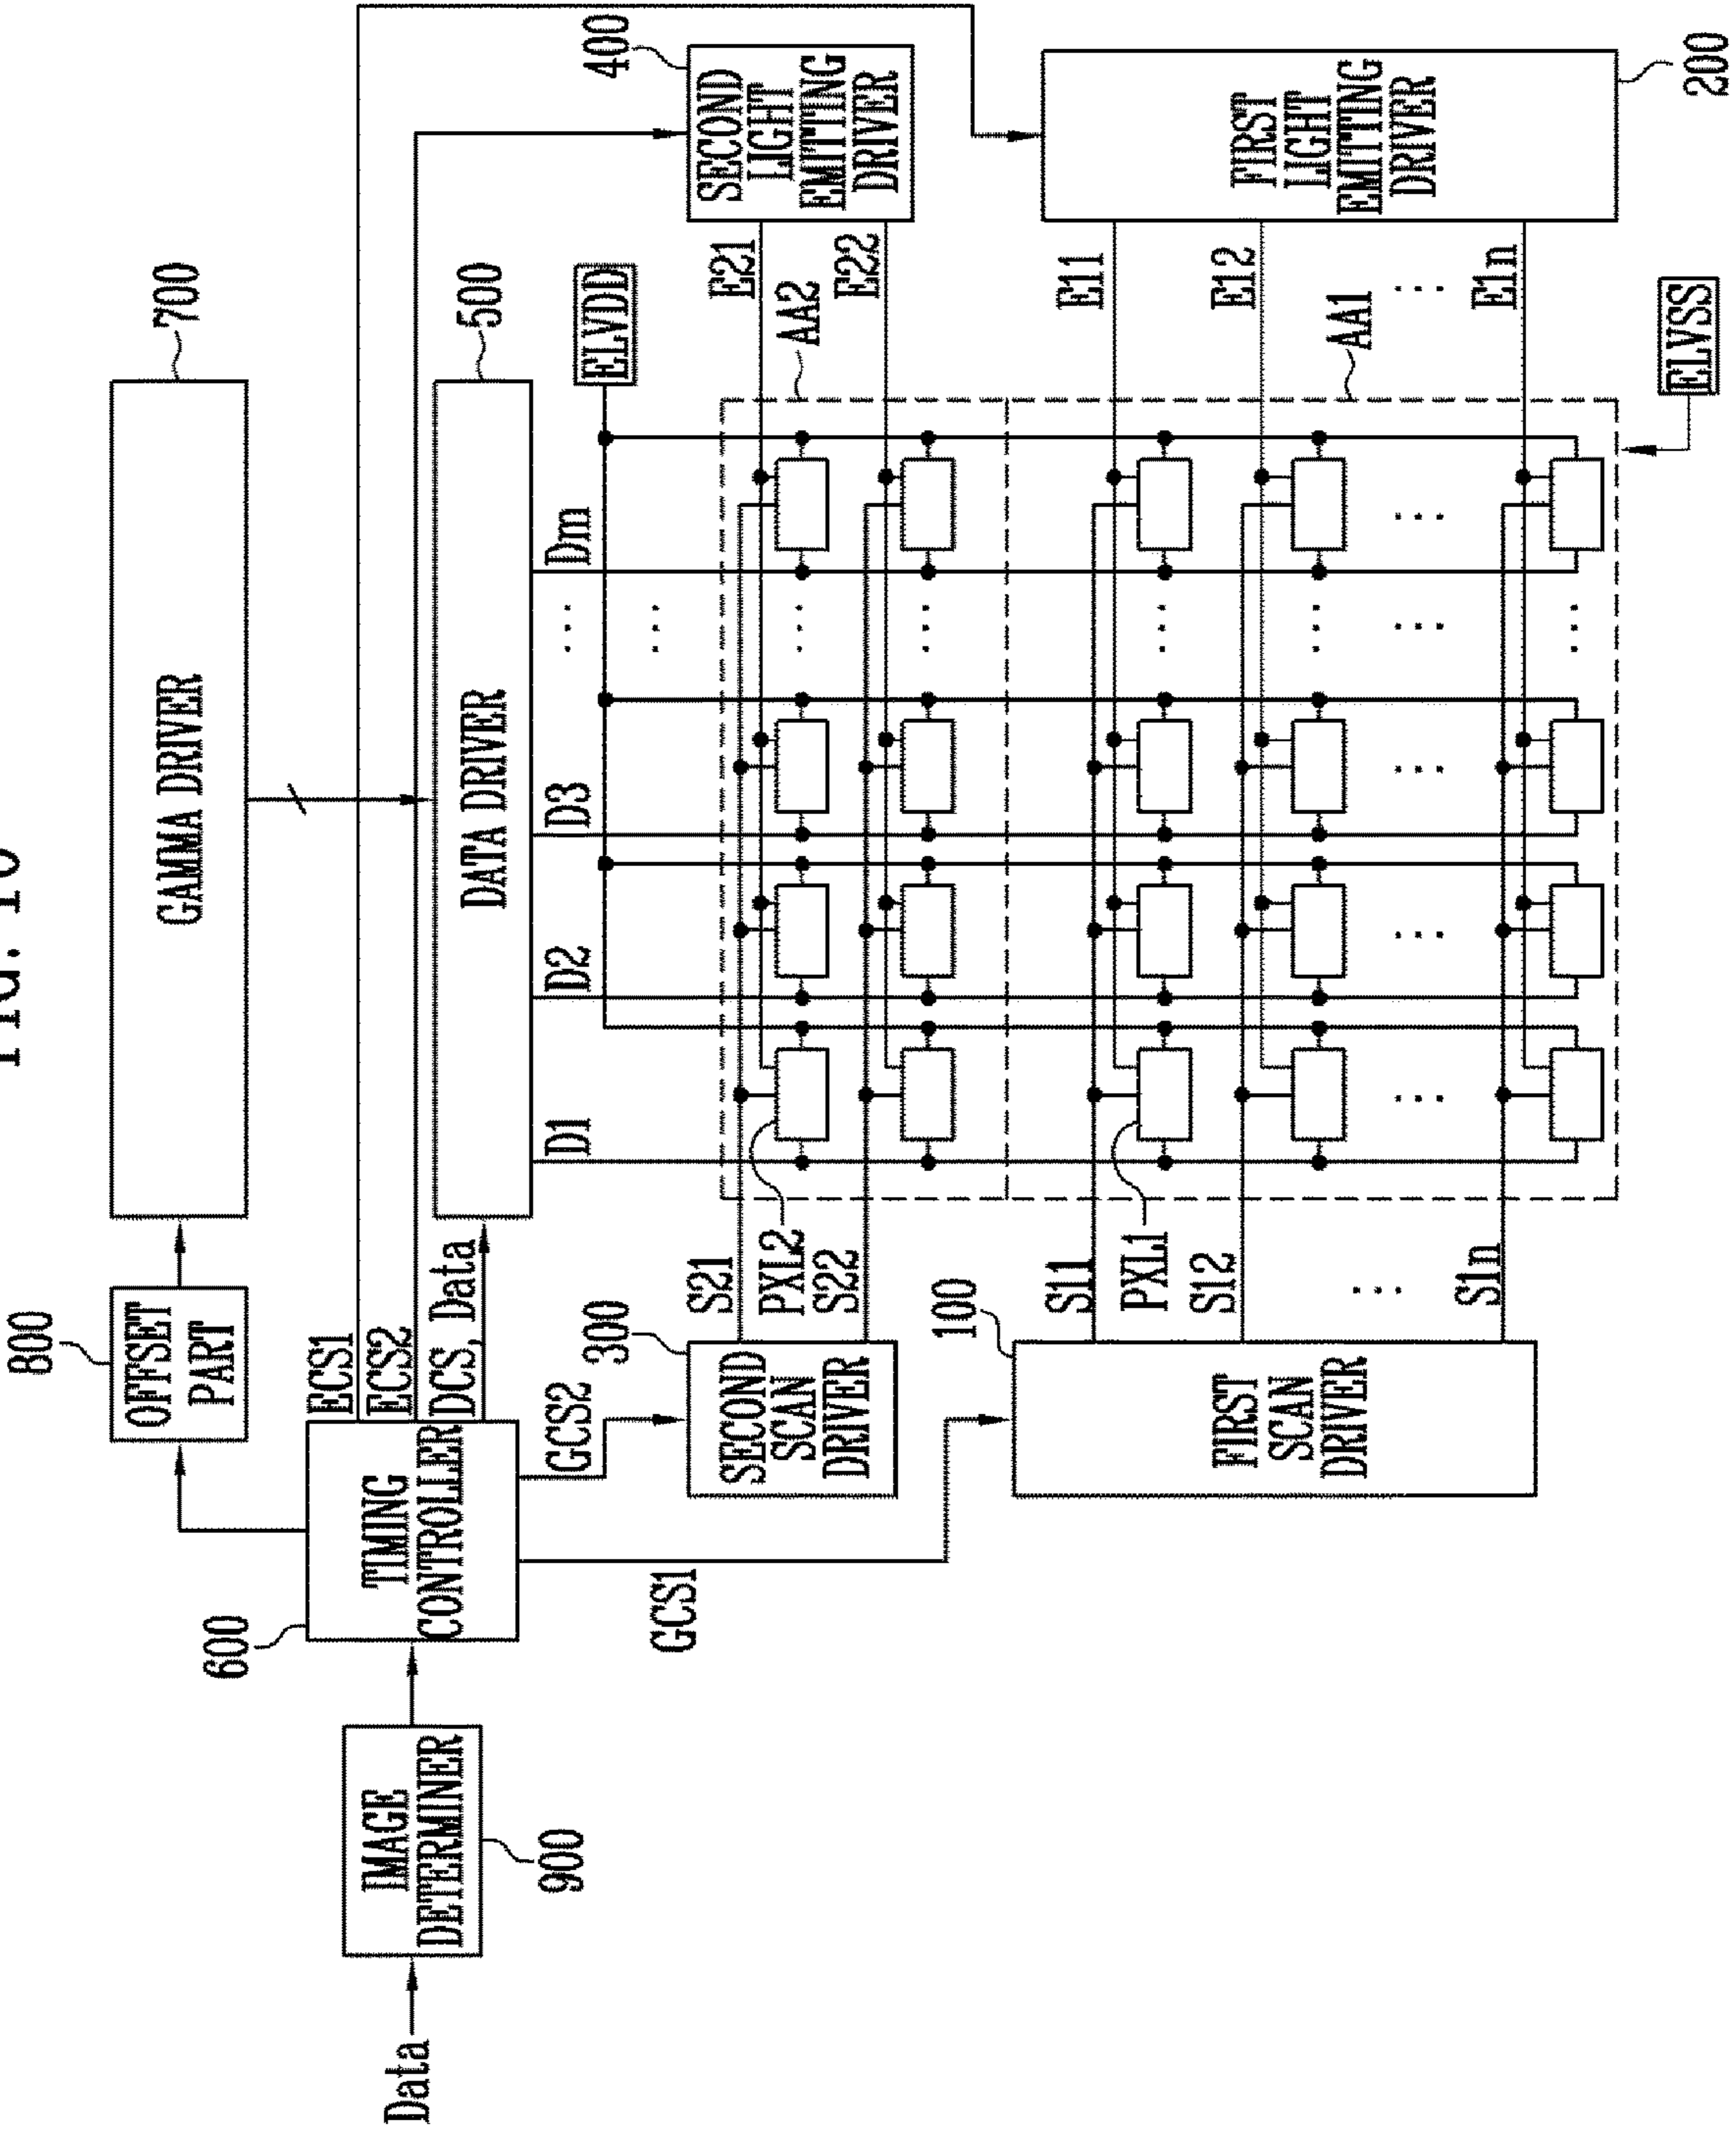 FIG. 10
800
OFFSET
PART
GAMMA DRIVER
700
600
TIMING
CONTROLLER
ECS1
ECS2
DCS, Data
DATA DRIVER
500
Data
IMAGE
DETERMINER
900
GCS2
GCS1
D1
D2
D3
...
Dm
ELVDD
...
300
SECOND
SCAN
DRIVER
S21
PXL2
S22
E21
AA2
E22
400
SECOND
LIGHT
EMITTING
DRIVER
100
FIRST
SCAN
DRIVER
S11
PXL1
S12
...
S1n
E11
E12
AA1
...
E1n
FIRST
LIGHT
EMITTING
DRIVER
200
ELVSS